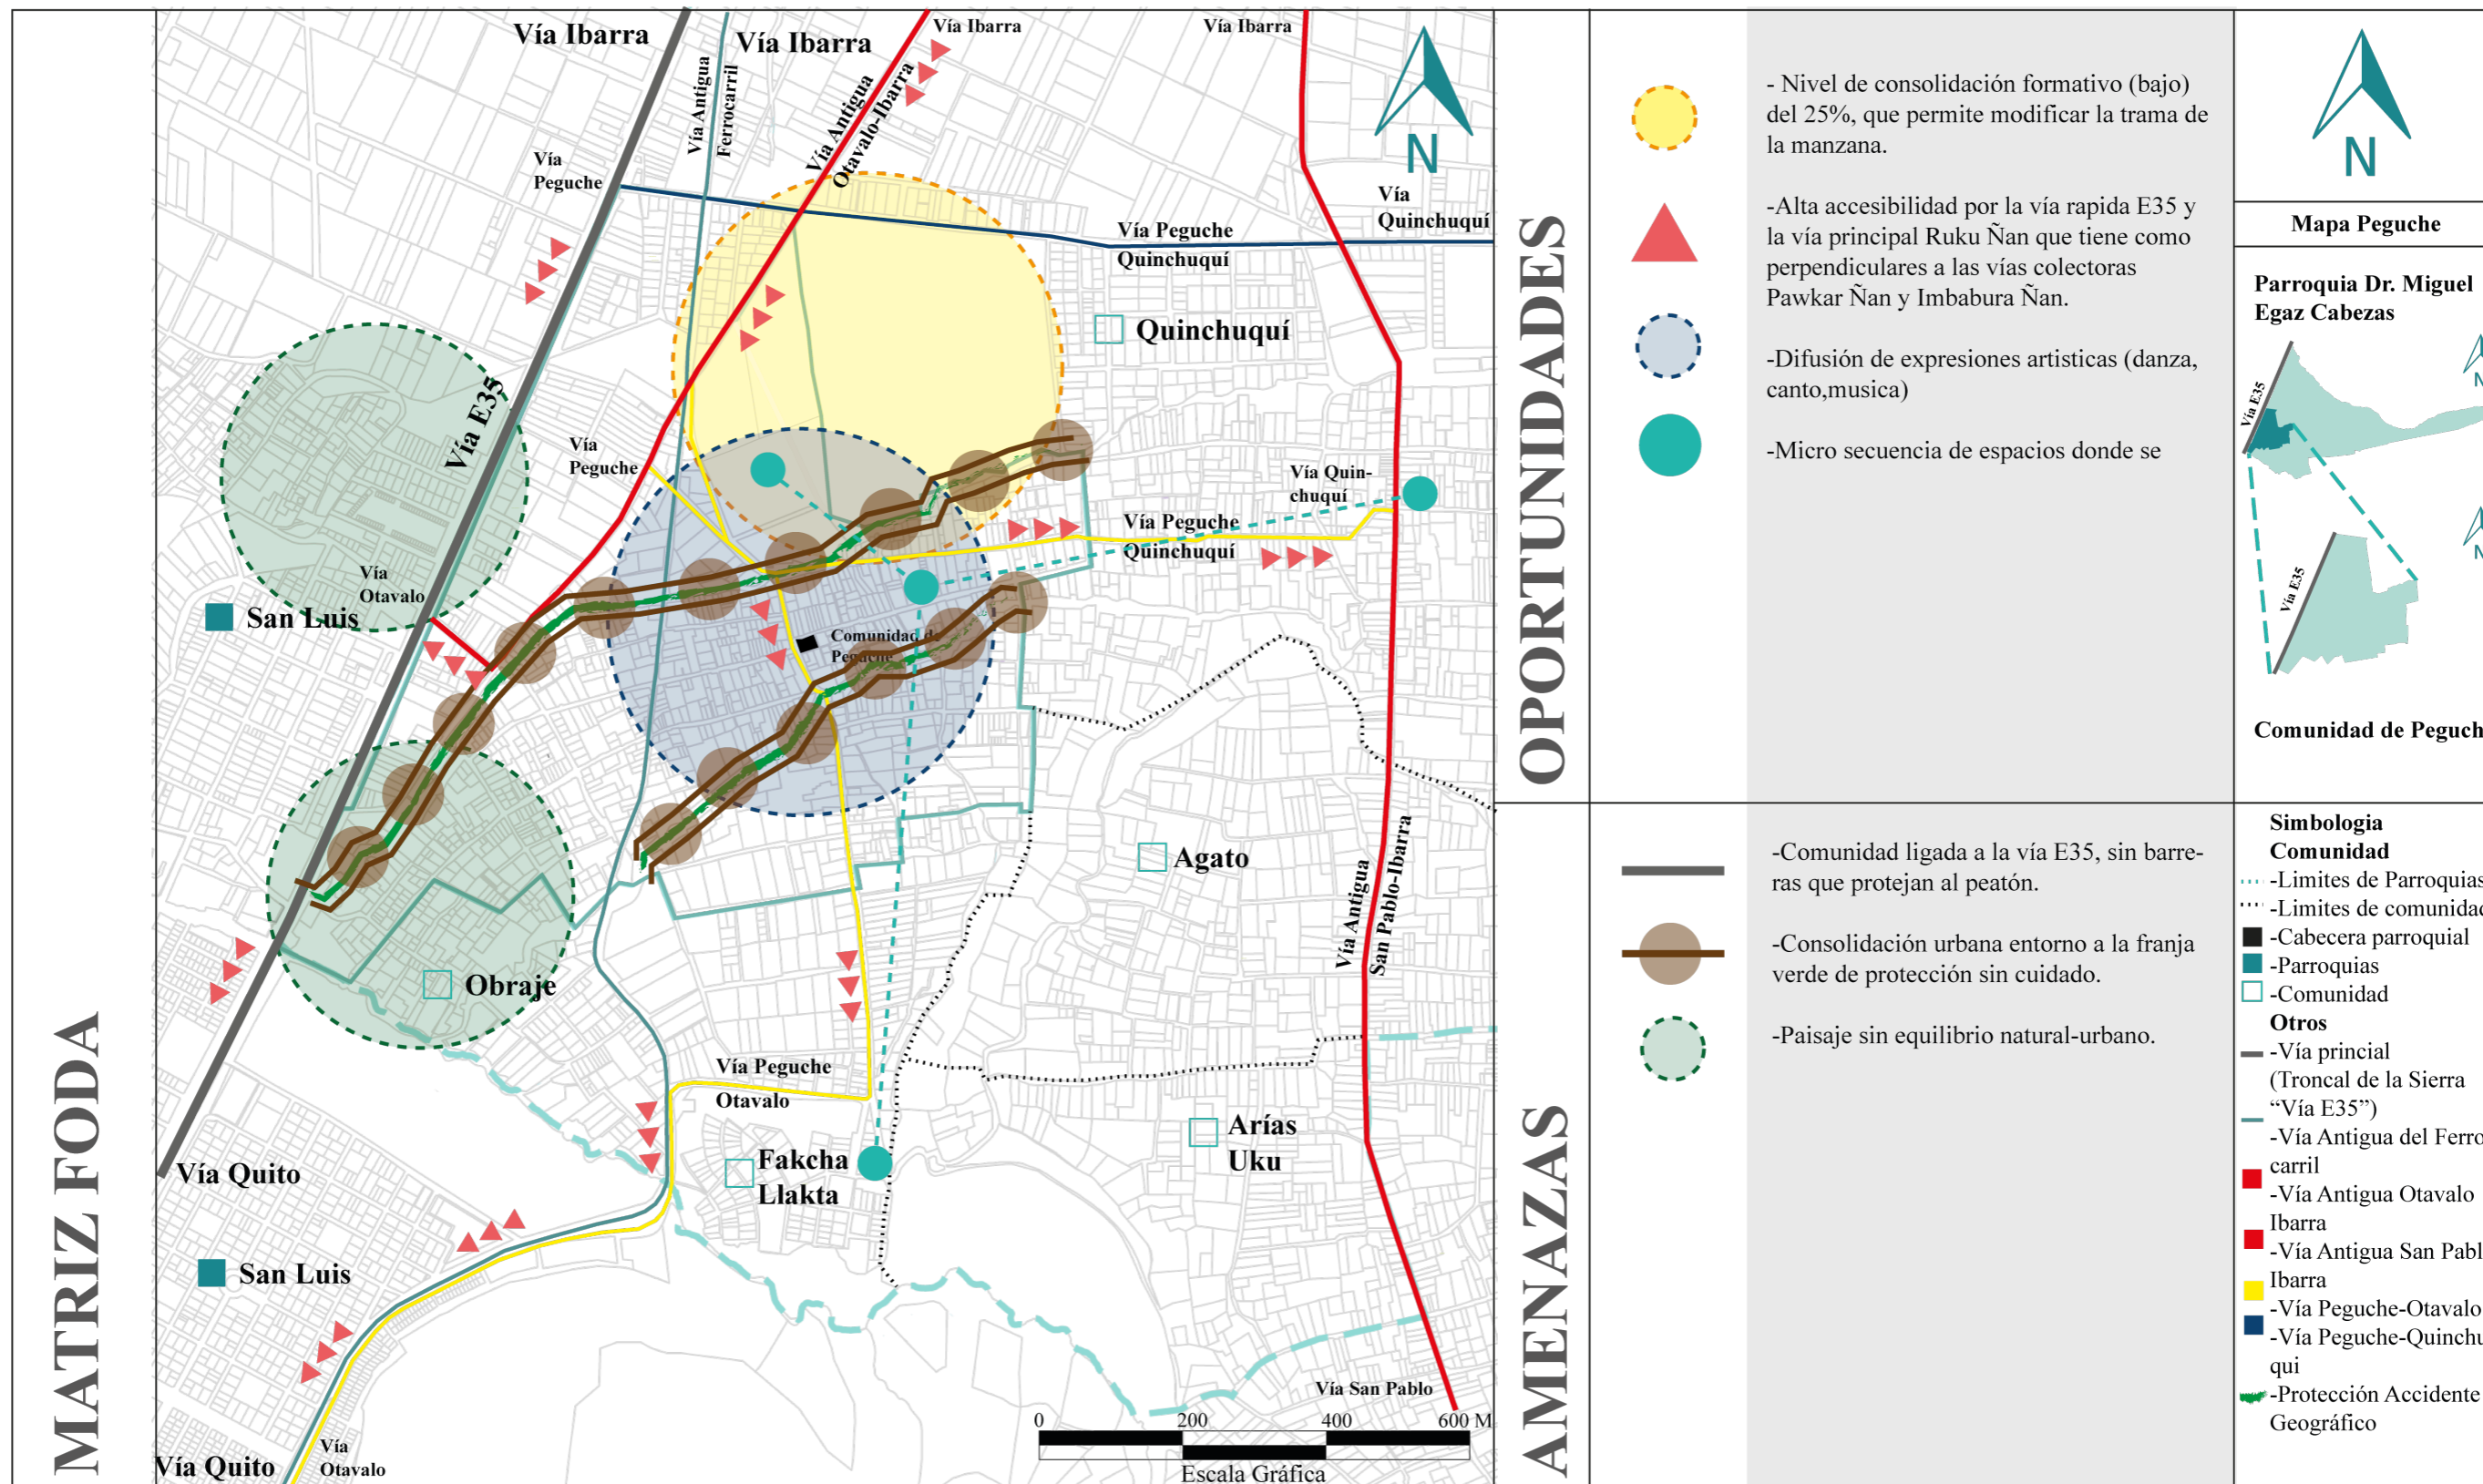 MATRIZ FODA
Vía Ibarra
Vía Ibarra
Vía Ibarra
Vía Ibarra
Vía Antigua
Ferrocarril
Vía Antigua
Otavalo-Ibarra
N
Vía
Peguche
Vía
Quinchuquí
Vía Peguche
Quinchuquí
Quinchuquí
Vía E35
Vía
Peguche
Vía Quin-
chuquí
Vía Peguche
Quinchuquí
Vía
Otavalo
San Luis
Comunidad de
Peguche
Agato
Vía Antigua
San Pablo-Ibarra
Obraje
Vía Peguche
Otavalo
Arías
Uku
Fakcha
Llakta
Vía Quito
San Luis
Vía San Pablo
0 200 400 600 M
Escala Gráfica
Vía Quito
Vía
Otavalo
OPORTUNIDADES
- Nivel de consolidación formativo (bajo)
del 25%, que permite modificar la trama de
la manzana.
-Alta accesibilidad por la vía rapida E35 y
la vía principal Ruku Ñan que tiene como
perpendiculares a las vías colectoras
Pawkar Ñan y Imbabura Ñan.
-Difusión de expresiones artisticas (danza,
canto,musica)
-Micro secuencia de espacios donde se
AMENAZAS
-Comunidad ligada a la vía E35, sin barre-
ras que protejan al peatón.
-Consolidación urbana entorno a la franja
verde de protección sin cuidado.
-Paisaje sin equilibrio natural-urbano.
N
Mapa Peguche
Parroquia Dr. Miguel
Egaz Cabezas
N
Vía E35
N
Vía E35
Comunidad de Peguch
Simbologia
Comunidad
-Limites de Parroquias
-Limites de comunidad
-Cabecera parroquial
-Parroquias
-Comunidad
Otros
-Vía princial
(Troncal de la Sierra
“Vía E35”)
-Vía Antigua del Ferro
carril
-Vía Antigua Otavalo
Ibarra
-Vía Antigua San Pabl
Ibarra
-Vía Peguche-Otavalo
-Vía Peguche-Quinchu
qui
-Protección Accidente
Geográfico